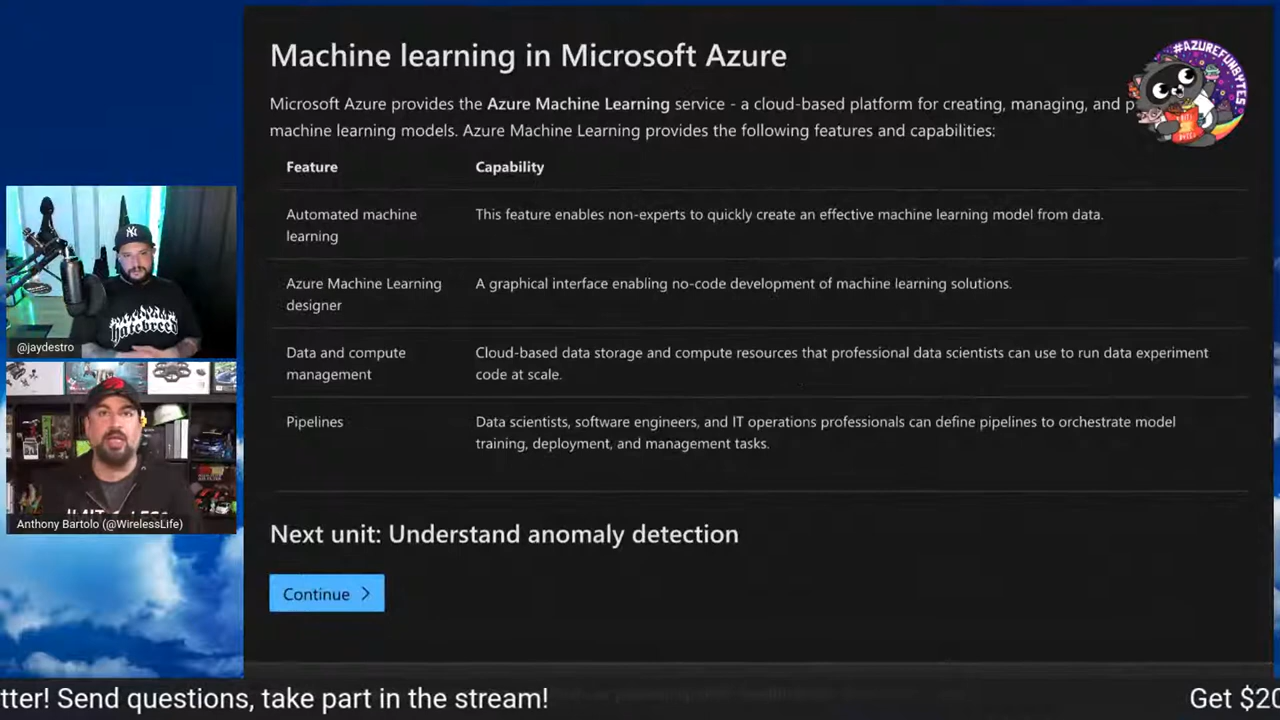 Machine learning in Microsoft Azure
#AZUREFUNBYTES
Microsoft Azure provides the Azure Machine Learning service - a cloud-based platform for creating, managing, and p
machine learning models. Azure Machine Learning provides the following features and capabilities:
Feature Capability
Automated machine This feature enables non-experts to quickly create an effective machine learning model from data.
learning
Azure Machine Learning A graphical interface enabling no-code development of machine learning solutions.
designer
Data and compute Cloud-based data storage and compute resources that professional data scientists can use to run data experiment
management code at scale.
Pipelines Data scientists, software engineers, and IT operations professionals can define pipelines to orchestrate model
training, deployment, and management tasks.
Next unit: Understand anomaly detection
Continue
hatebreed
@jaydestro
Anthony Bartolo (@WirelessLife)
tter! Send questions, take part in the stream! Get $20